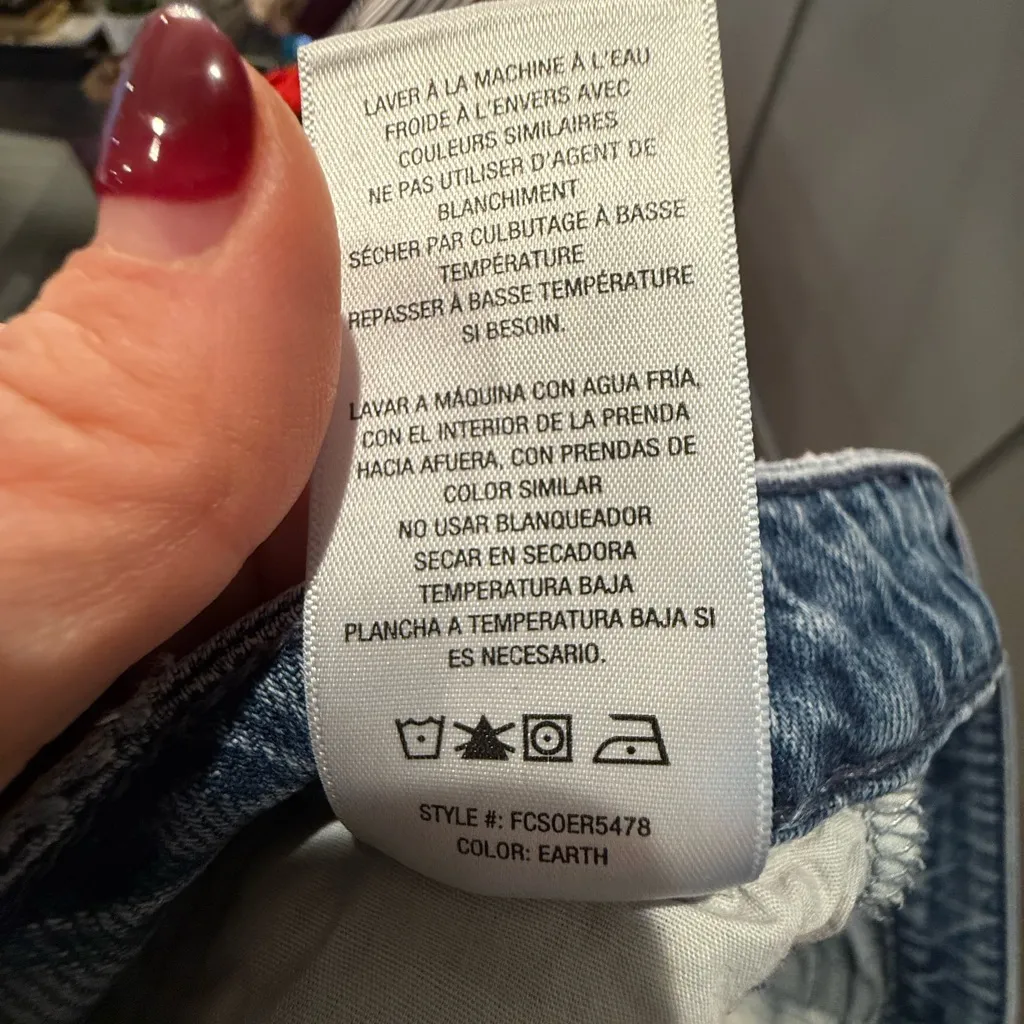 LAVER À LA MACHINE À L'EAU
FROIDE À L'ENVERS AVEC
COULEURS SIMILAIRES
NE PAS UTILISER D'AGENT DE
BLANCHIMENT
SÉCHER PAR CULBUTAGE À BASSE
TEMPÉRATURE
REPASSER À BASSE TEMPÉRATURE
SI BESOIN.
LAVAR A MÁQUINA CON AGUA FRÍA,
CON EL INTERIOR DE LA PRENDA
HACIA AFUERA, CON PRENDAS DE
COLOR SIMILAR
NO USAR BLANQUEADOR
SECAR EN SECADORA
TEMPERATURA BAJA
PLANCHA A TEMPERATURA BAJA SI
ES NECESARIO.
STYLE #: FCSOER5478
COLOR: EARTH